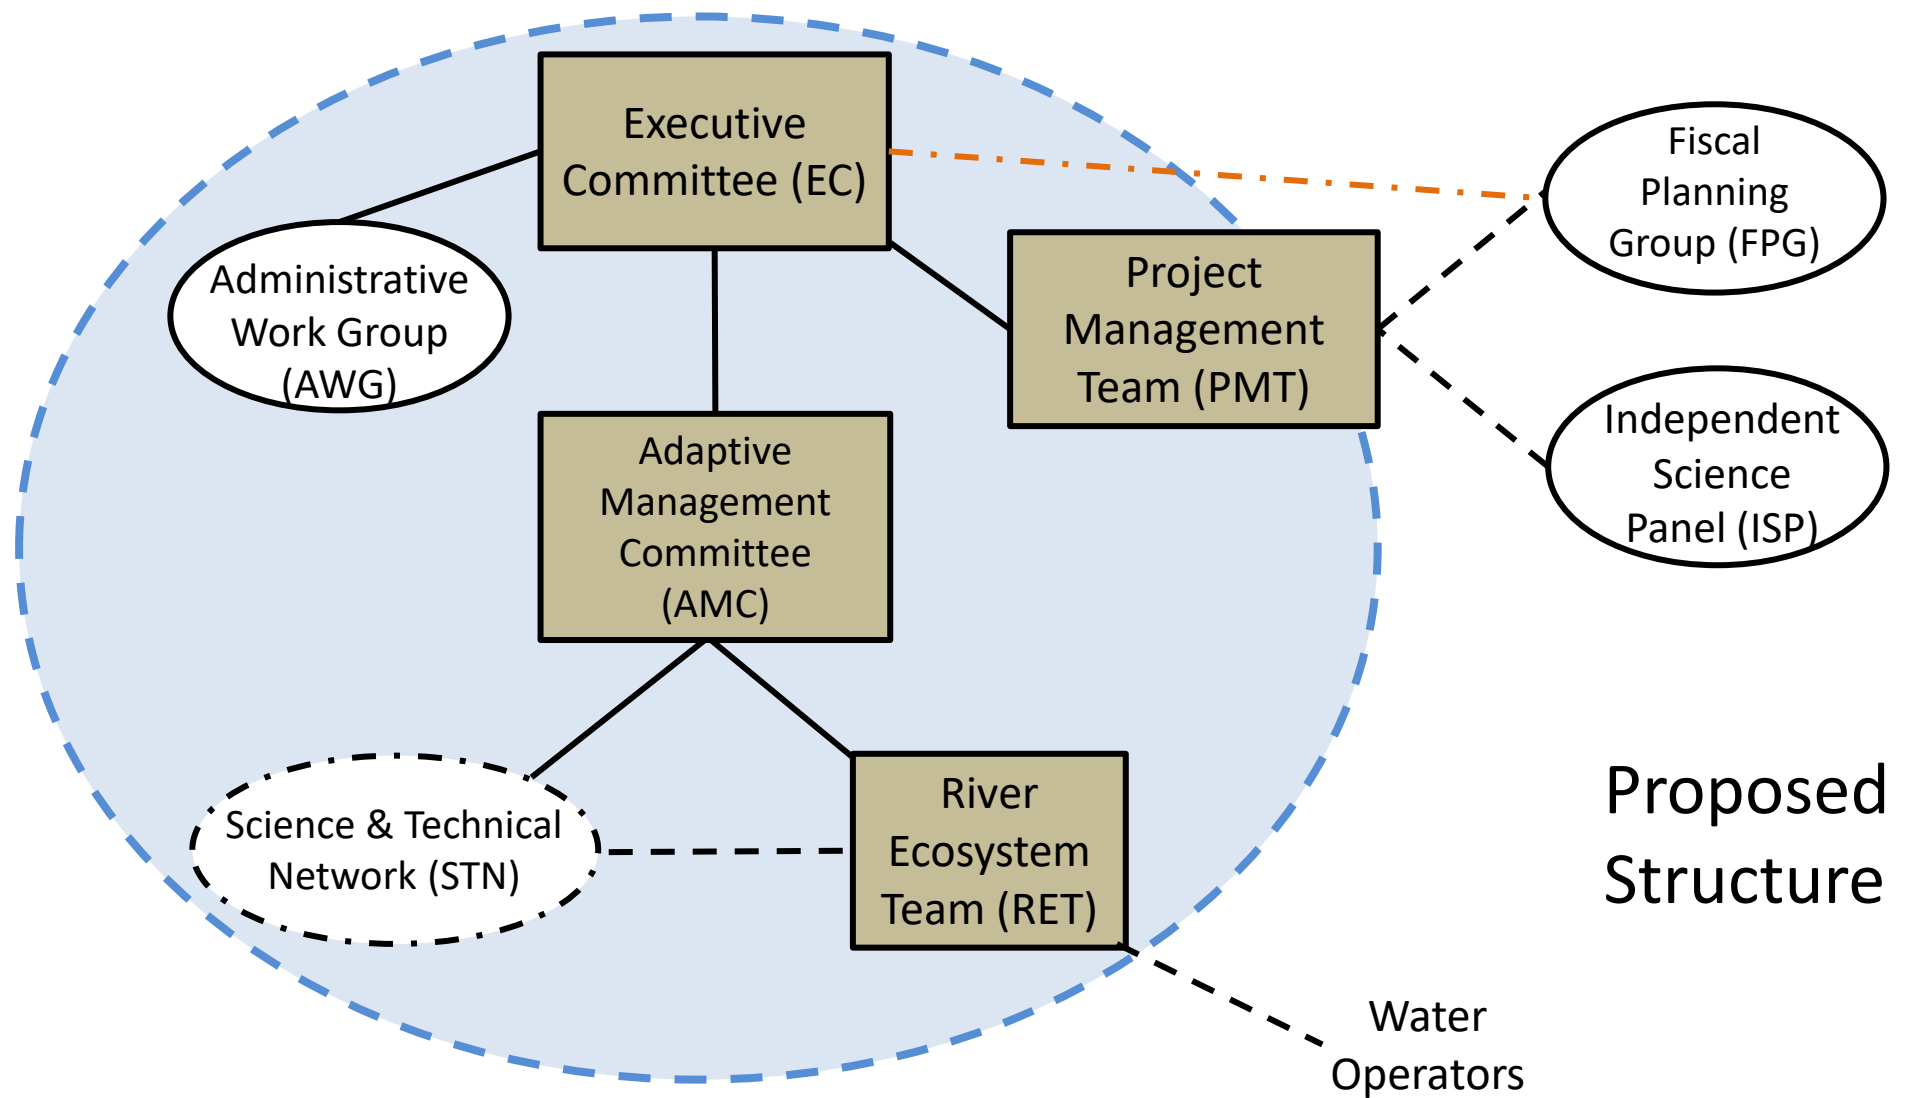 Executive
Committee (EC)
Fiscal
Planning
Group (FPG)
Administrative
Work Group
(AWG)
Project
Management
Team (PMT)
Independent
Science
Panel (ISP)
Adaptive
Management
Committee
(AMC)
Science & Technical
Network (STN)
River
Ecosystem
Team (RET)
Proposed
Structure
Water
Operators